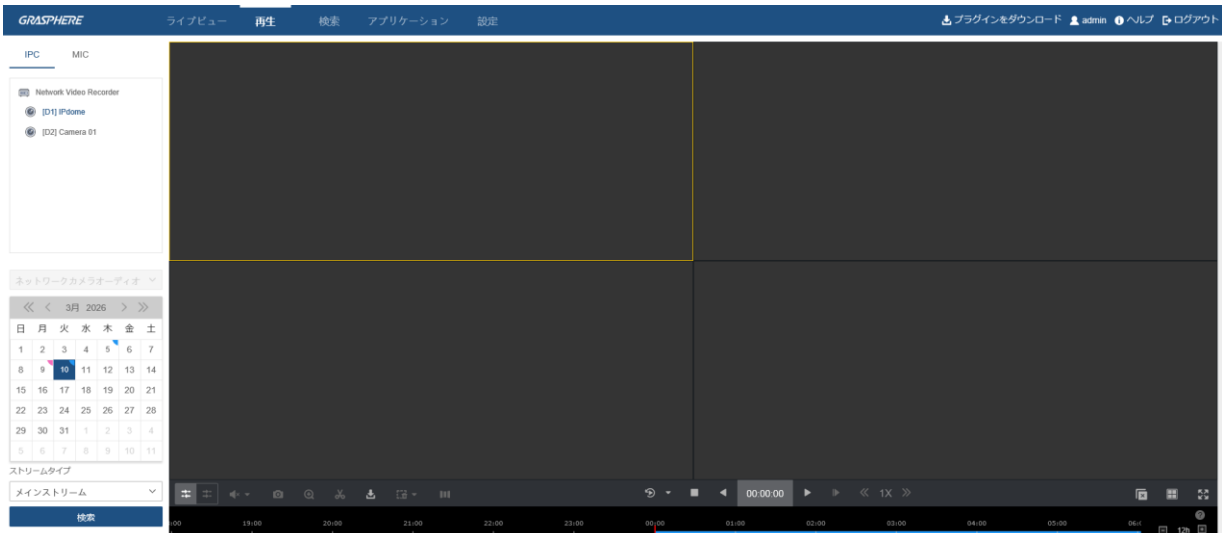 GRASPHERE ライブビュー 再生 検索 アプリケーション 設定 プラグインをダウンロード admin ヘルプ ログアウト
IPC MIC
Network Video Recorder
[D1] IPdome
[D2] Camera 01
ネットワークカメラオーディオ
3月 2026
日 月 火 水 木 金 土
1 2 3 4 5 6 7
8 9 10 11 12 13 14
15 16 17 18 19 20 21
22 23 24 25 26 27 28
29 30 31 1 2 3 4
5 6 7 8 9 10 11
ストリームタイプ
メインストリーム
検索
00:00:00 1X
19:00 20:00 21:00 22:00 23:00 00:00 01:00 02:00 03:00 04:00 05:00 12h